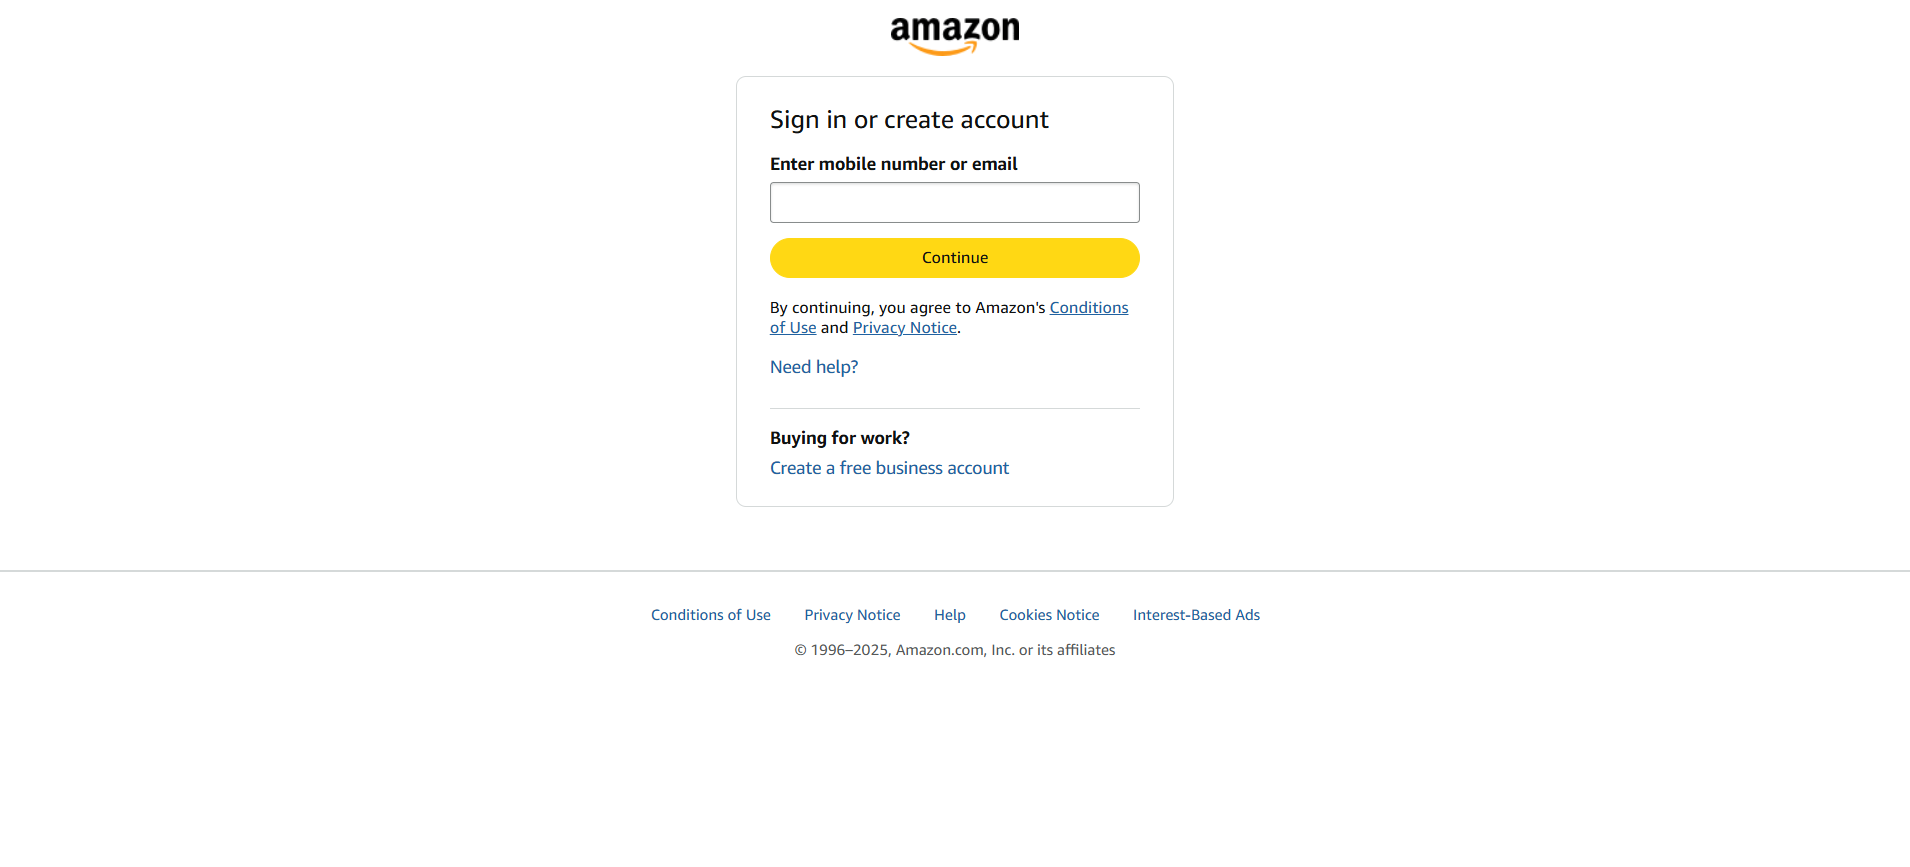 amazon
Sign in or create account
Enter mobile number or email
Continue
By continuing, you agree to Amazon's Conditions
of Use and Privacy Notice.
Need help?
Buying for work?
Create a free business account
Conditions of Use Privacy Notice Help Cookies Notice Interest-Based Ads
© 1996–2025, Amazon.com, Inc. or its affiliates